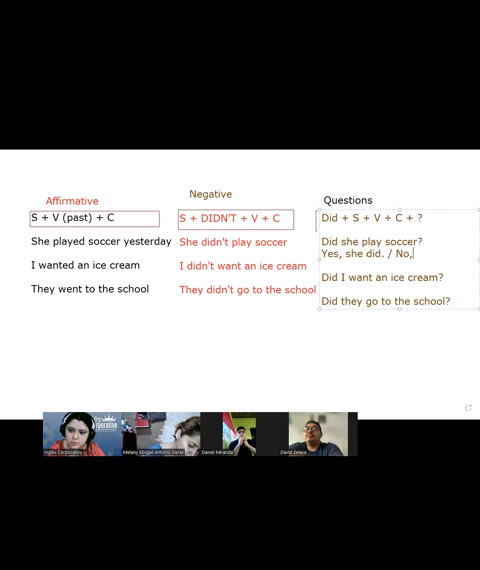 Affirmative
S + V (past) + C
She played soccer yesterday
I wanted an ice cream
They went to the school
Negative
S + DIDN'T + V + C
She didn't play soccer
I didn't want an ice cream
They didn't go to the school
Questions
Did + S + V + C + ?
Did she play soccer?
Yes, she did. / No,
Did I want an ice cream?
Did they go to the school?
Ingles Corporativo
Melany Abigail Antonio Deras
Daniel Miranda
David Zelaya